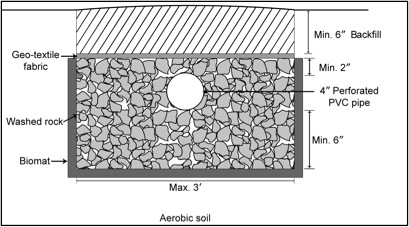 Min. 6" Backfill
Geo-textile
fabric
Min. 2"
4" Perforated
PVC pipe
Washed rock
Min. 6"
Biomat
Max. 3'
Aerobic soil